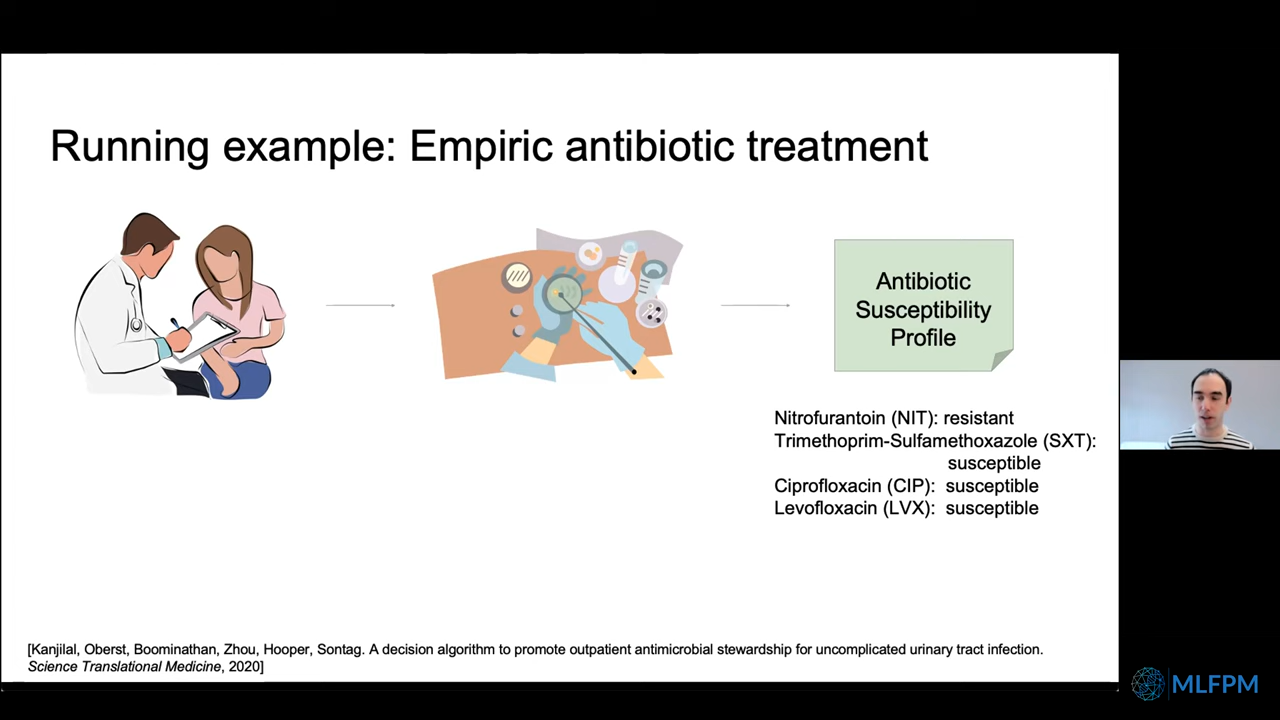 Running example: Empiric antibiotic treatment
Antibiotic
Susceptibility
Profile
Nitrofurantoin (NIT): resistant
Trimethoprim-Sulfamethoxazole (SXT):
susceptible
Ciprofloxacin (CIP): susceptible
Levofloxacin (LVX): susceptible
[Kanjilal, Oberst, Boominathan, Zhou, Hooper, Sontag. A decision algorithm to promote outpatient antimicrobial stewardship for uncomplicated urinary tract infection.
Science Translational Medicine, 2020]
MLFPM